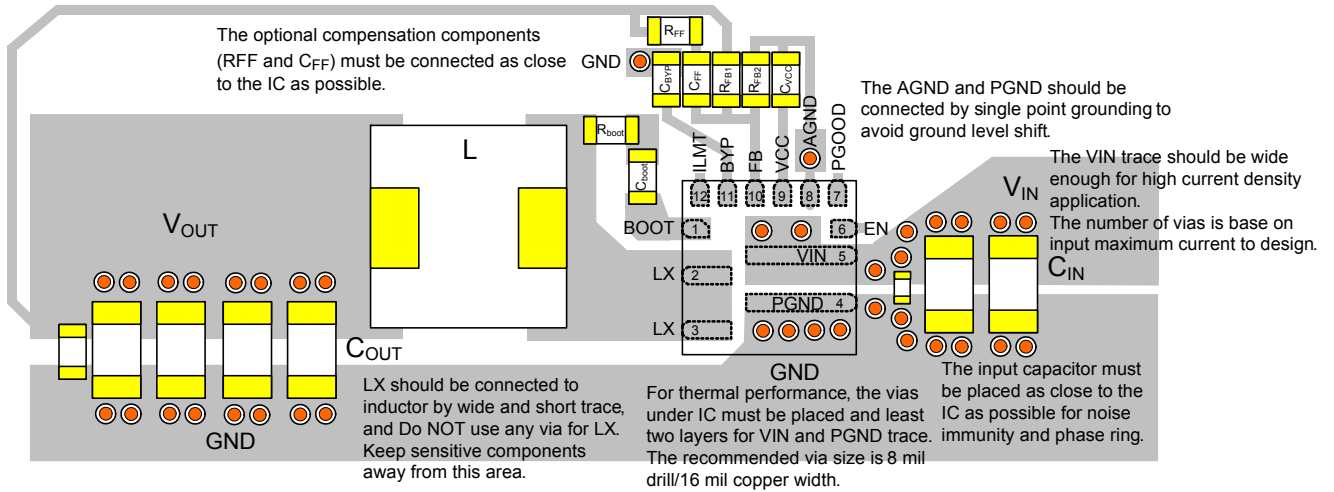 The optional compensation components
(RFF and CFF) must be connected as close
to the IC as possible.
RFF
GND
CBYP
CFF
RFB1
RFB2
CVCC
The AGND and PGND should be
connected by single point grounding to
avoid ground level shift.
The VIN trace should be wide
enough for high current density
application.
The number of vias is base on
input maximum current to design.
L
Rboot
Cboot
ILMT
BYP
FB
VCC
AGND
PGOOD
12
11
10
9
8
7
BOOT
1
6
EN
VIN
5
LX
2
PGND
4
LX
3
VOUT
VIN
CIN
COUT
GND
GND
LX should be connected to
inductor by wide and short trace,
and Do NOT use any via for LX.
Keep sensitive components
away from this area.
For thermal performance, the vias
under IC must be placed and least
two layers for VIN and PGND trace.
The recommended via size is 8 mil
drill/16 mil copper width.
The input capacitor must
be placed as close to the
IC as possible for noise
immunity and phase ring.